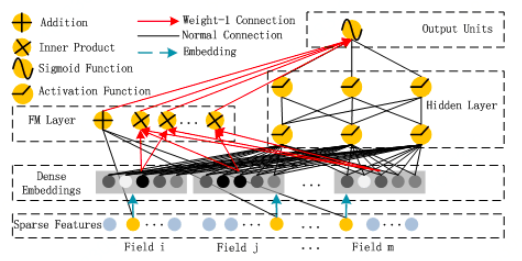 Addition
Inner Product
Sigmoid Function
Activation Function
Weight-1 Connection
Normal Connection
Embedding
Output Units
Hidden Layer
FM Layer
...
Dense
Embeddings
...
Sparse Features
... ... ... ...
Field i Field j ... Field m